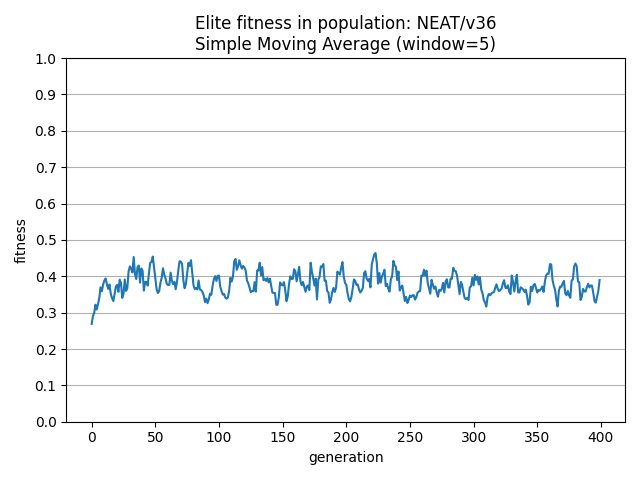 Elite fitness in population: NEAT/v36
Simple Moving Average (window=5)
1.0
0.9
0.8
0.7
0.6
0.5
0.4
0.3
0.2
0.1
0.0
fitness
0 50 100 150 200 250 300 350 400
generation